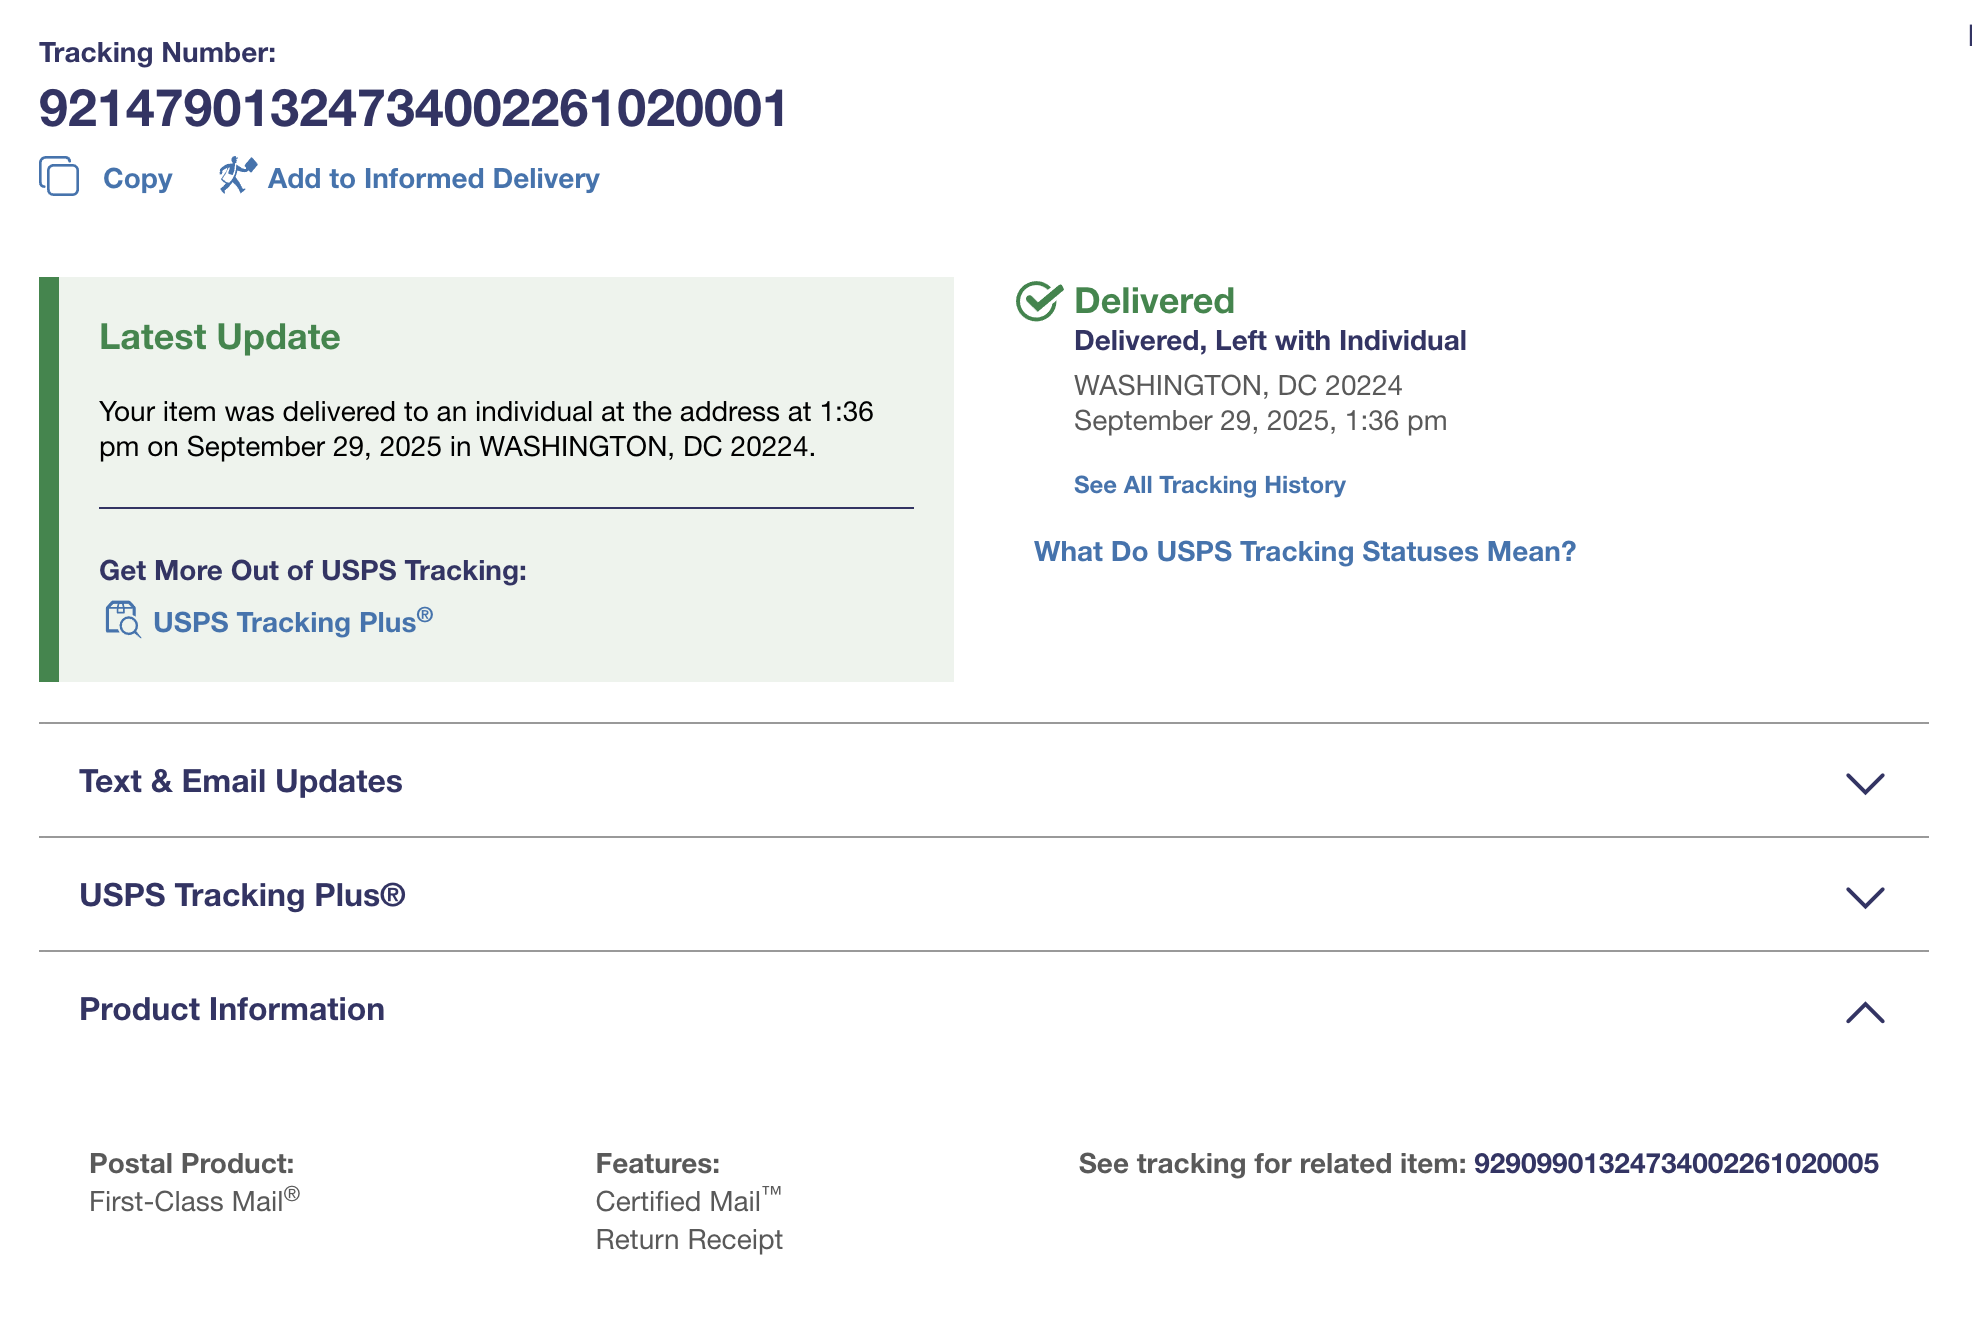 Tracking Number:
9214790132473400226​1020001
Copy
Add to Informed Delivery
Latest Update
Your item was delivered to an individual at the address at 1:36
pm on September 29, 2025 in WASHINGTON, DC 20224.
Get More Out of USPS Tracking:
USPS Tracking Plus®
Delivered
Delivered, Left with Individual
WASHINGTON, DC 20224
September 29, 2025, 1:36 pm
See All Tracking History
What Do USPS Tracking Statuses Mean?
Text & Email Updates
USPS Tracking Plus®
Product Information
Postal Product:
First-Class Mail®
Features:
Certified Mail™
Return Receipt
See tracking for related item: 92909901324734002261020005